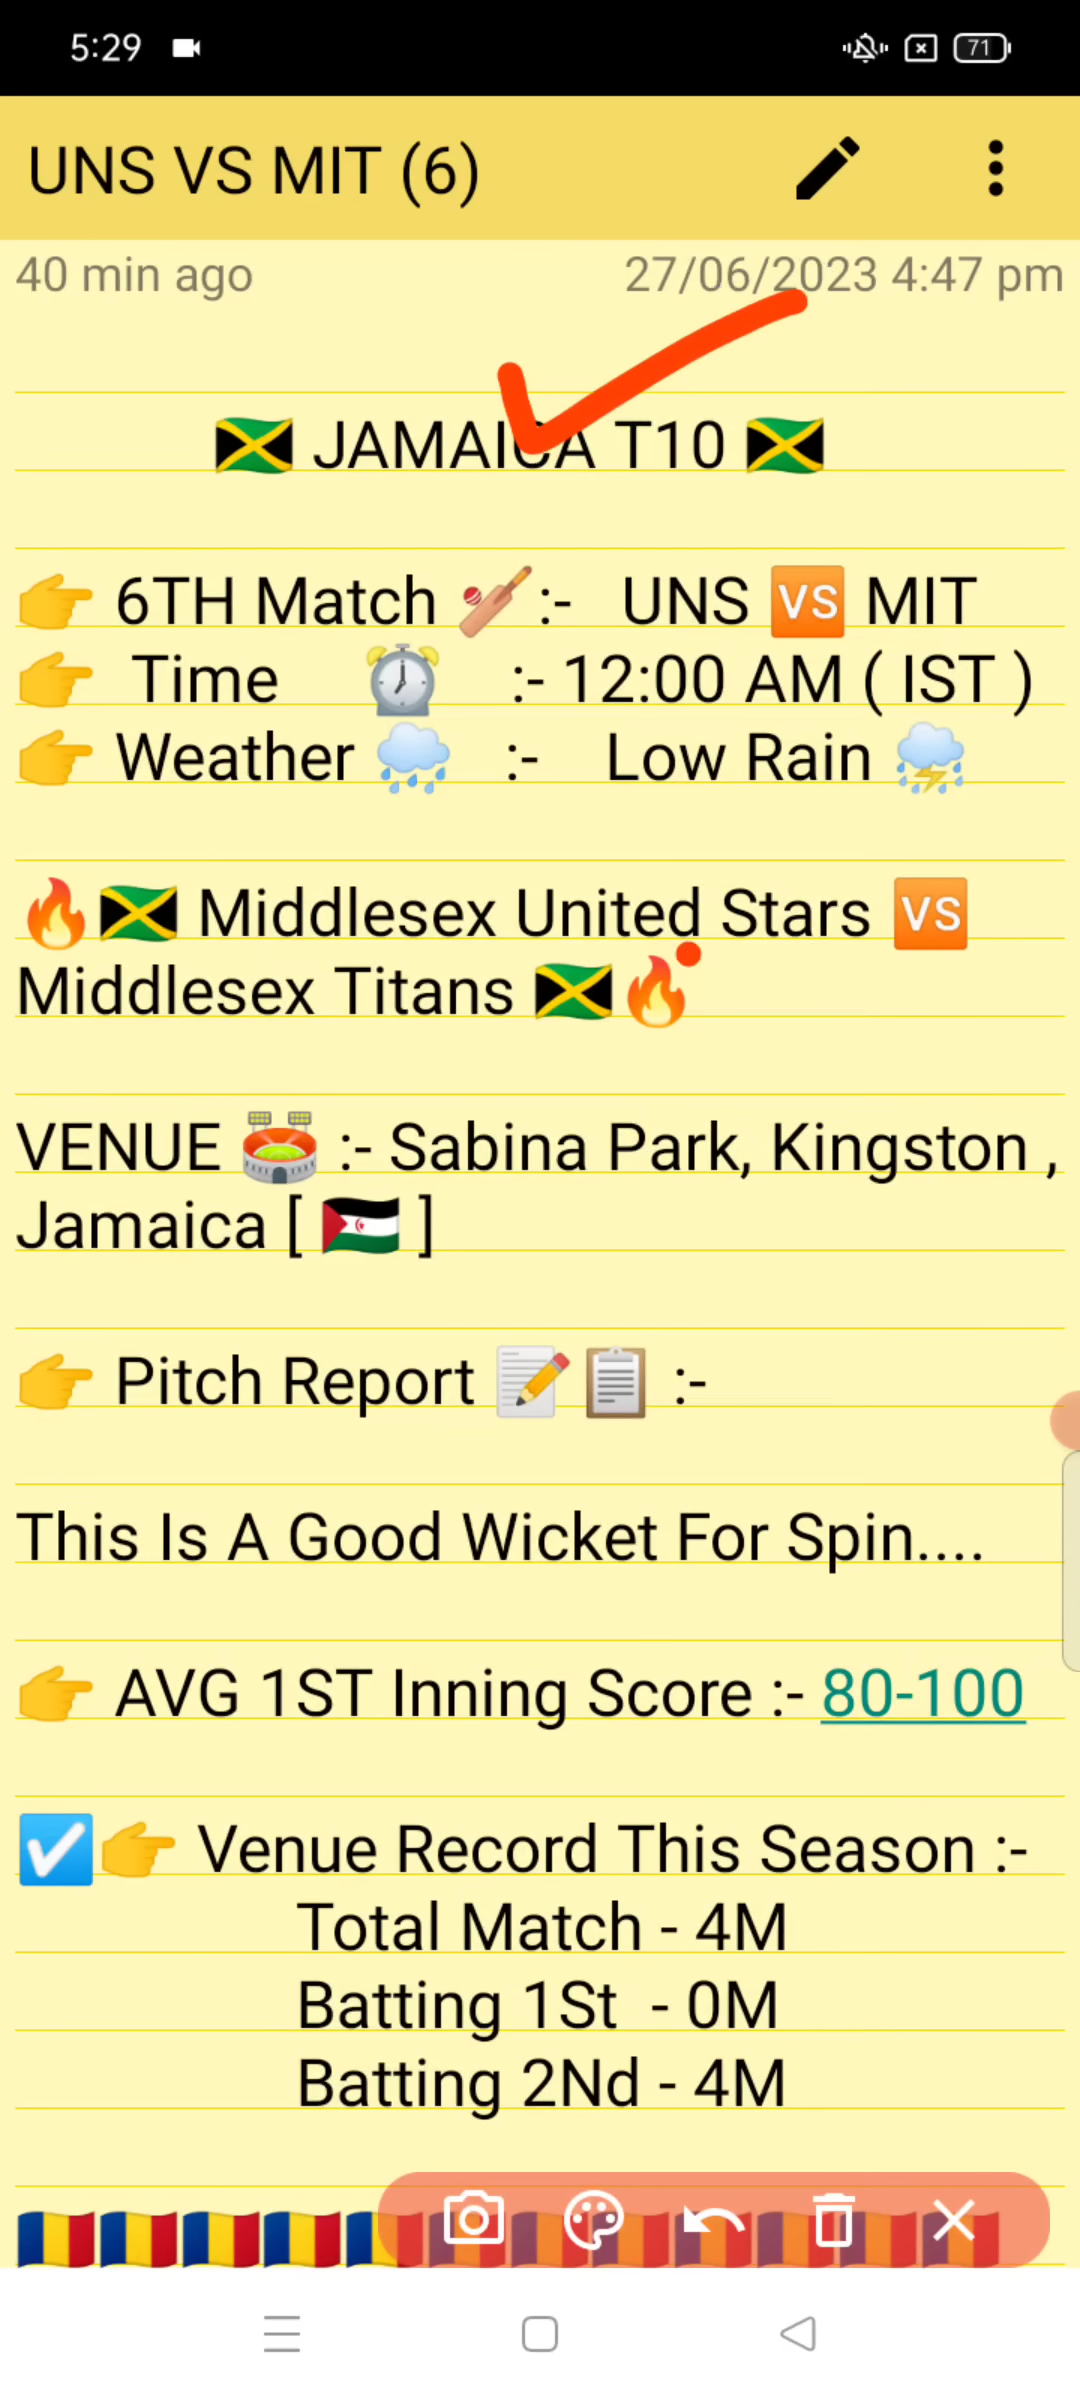 5:29
71
UNS VS MIT (6)
40 min ago 27/06/2023 4:47 pm
🇯🇲 JAMAICA T10 🇯🇲
👉 6TH Match 🏏:- UNS 🆚 MIT
👉 Time ⏰ :- 12:00 AM ( IST )
👉 Weather 🌧️ :- Low Rain ⛈️
🔥🇯🇲 Middlesex United Stars 🆚
Middlesex Titans 🇯🇲🔥
VENUE 🏟️ :- Sabina Park, Kingston ,
Jamaica [ 🇪🇭 ]
👉 Pitch Report 📝📋 :-
This Is A Good Wicket For Spin....
👉 AVG 1ST Inning Score :- 80-100
☑️👉 Venue Record This Season :-
Total Match - 4M
Batting 1St - 0M
Batting 2Nd - 4M